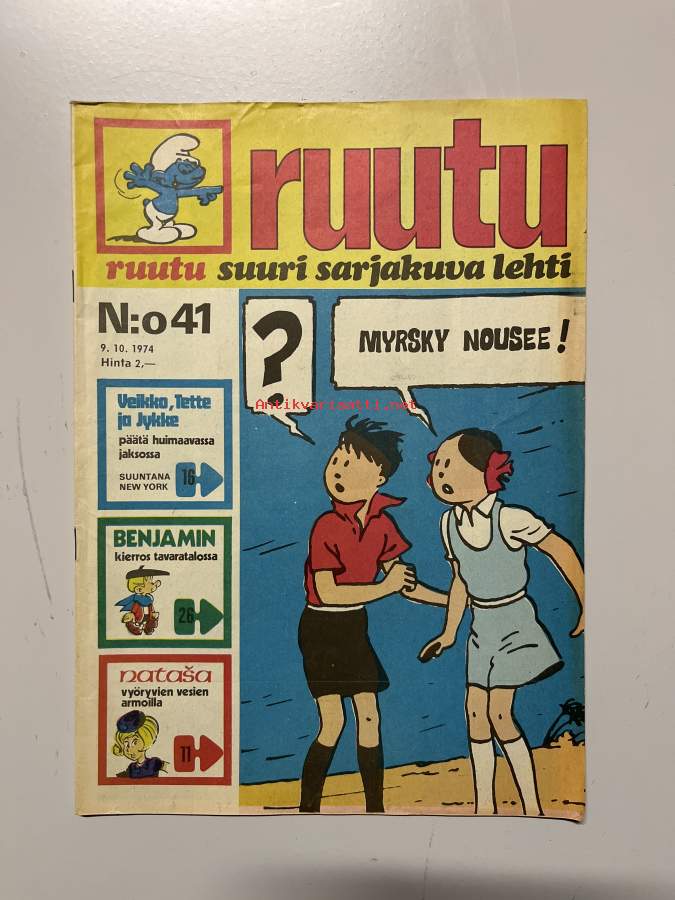 ruutu
ruutu suuri sarjakuva lehti
N:o 41
9. 10. 1974
Hinta 2,—
?
MYRSKY NOUSEE!
Antikvariaatti.net
Veikko, Tette
ja Jykke
päätä huimaavassa
jaksossa
SUUNTANA
NEW YORK
16
BENJAMIN
kierros tavaratalossa
26
nataša
vyöryvien vesien
armoilla
11